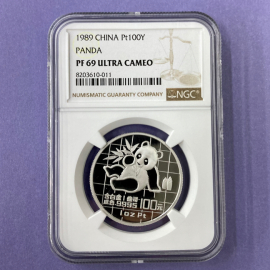 1989 CHINA Pt100Y
PANDA
PF 69 ULTRA CAMEO
8203610-011
NUMISMATIC GUARANTY COMPANY
NGC
100元
.9995
1oz Pt